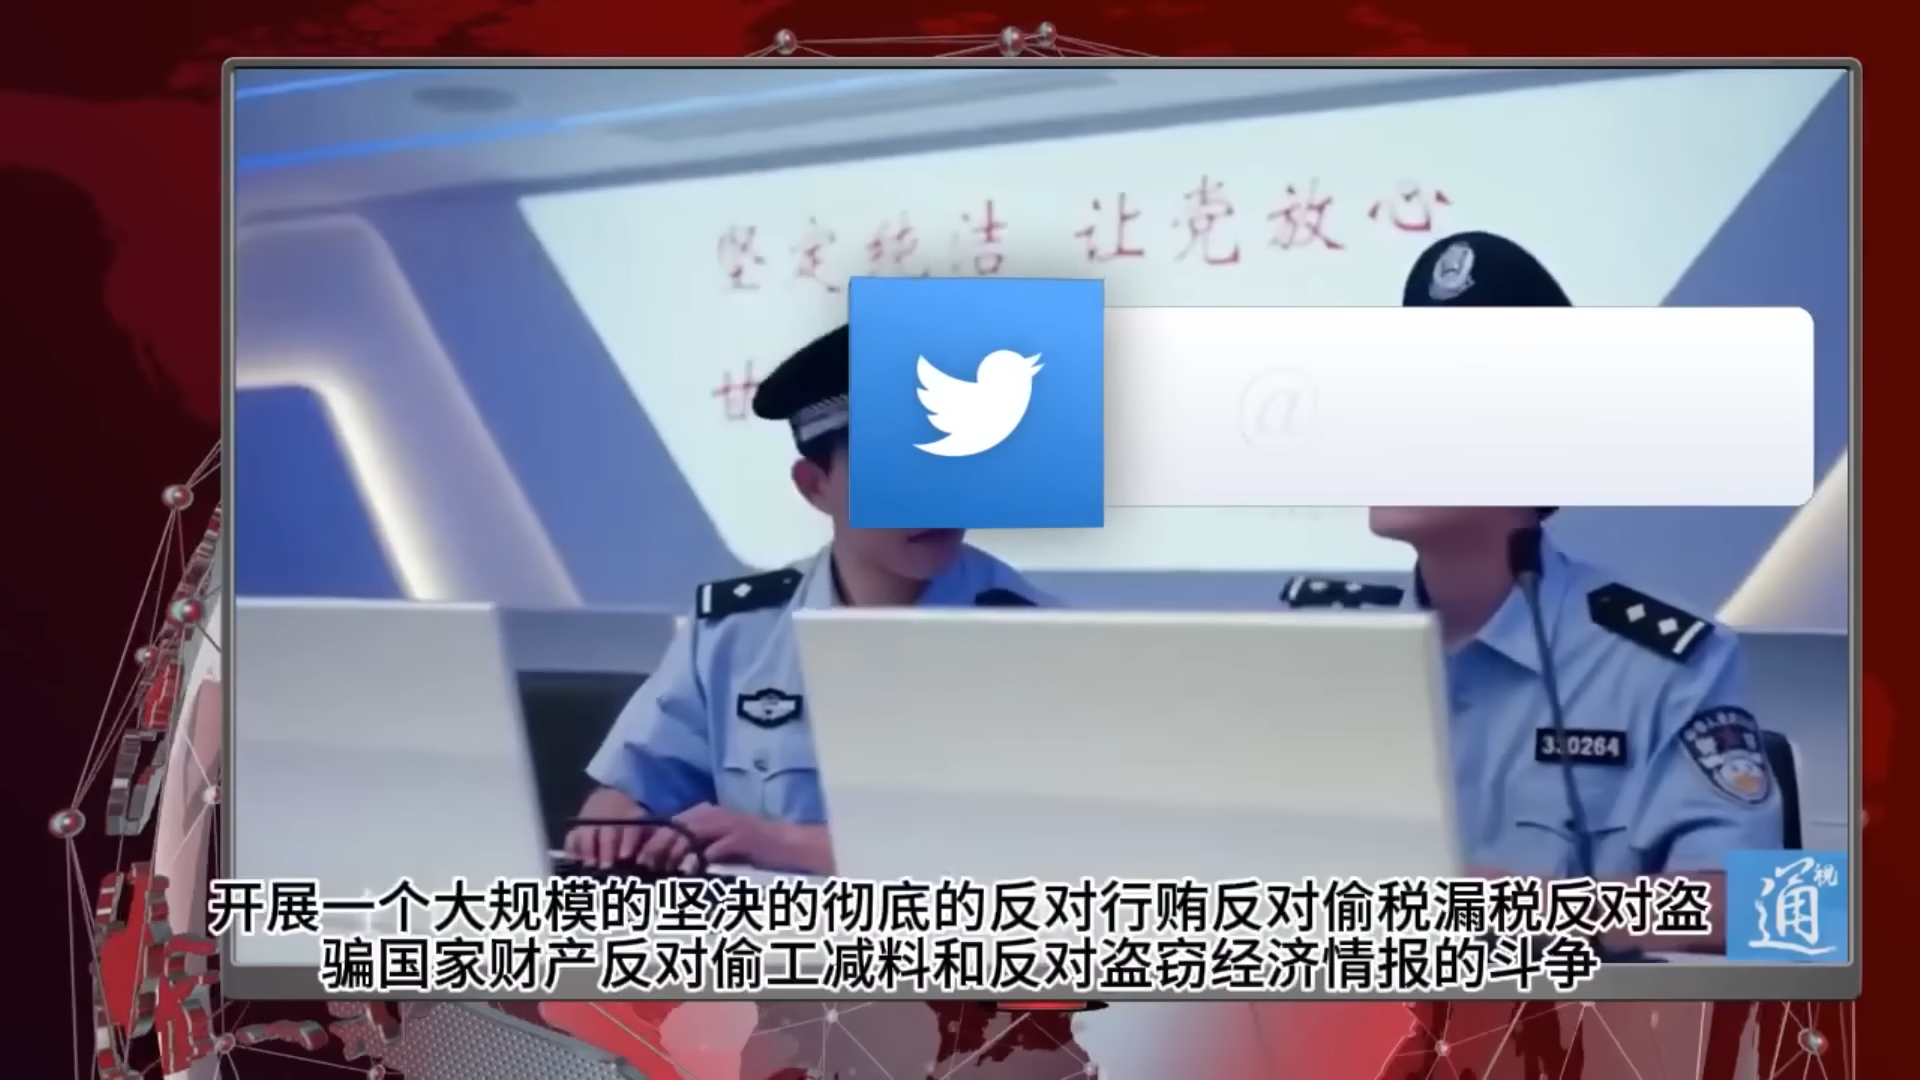 坚定纯洁 让党放心
甘
@
330264
通视
开展一个大规模的坚决的彻底的反对行贿反对偷税漏税反对盗
骗国家财产反对偷工减料和反对盗窃经济情报的斗争